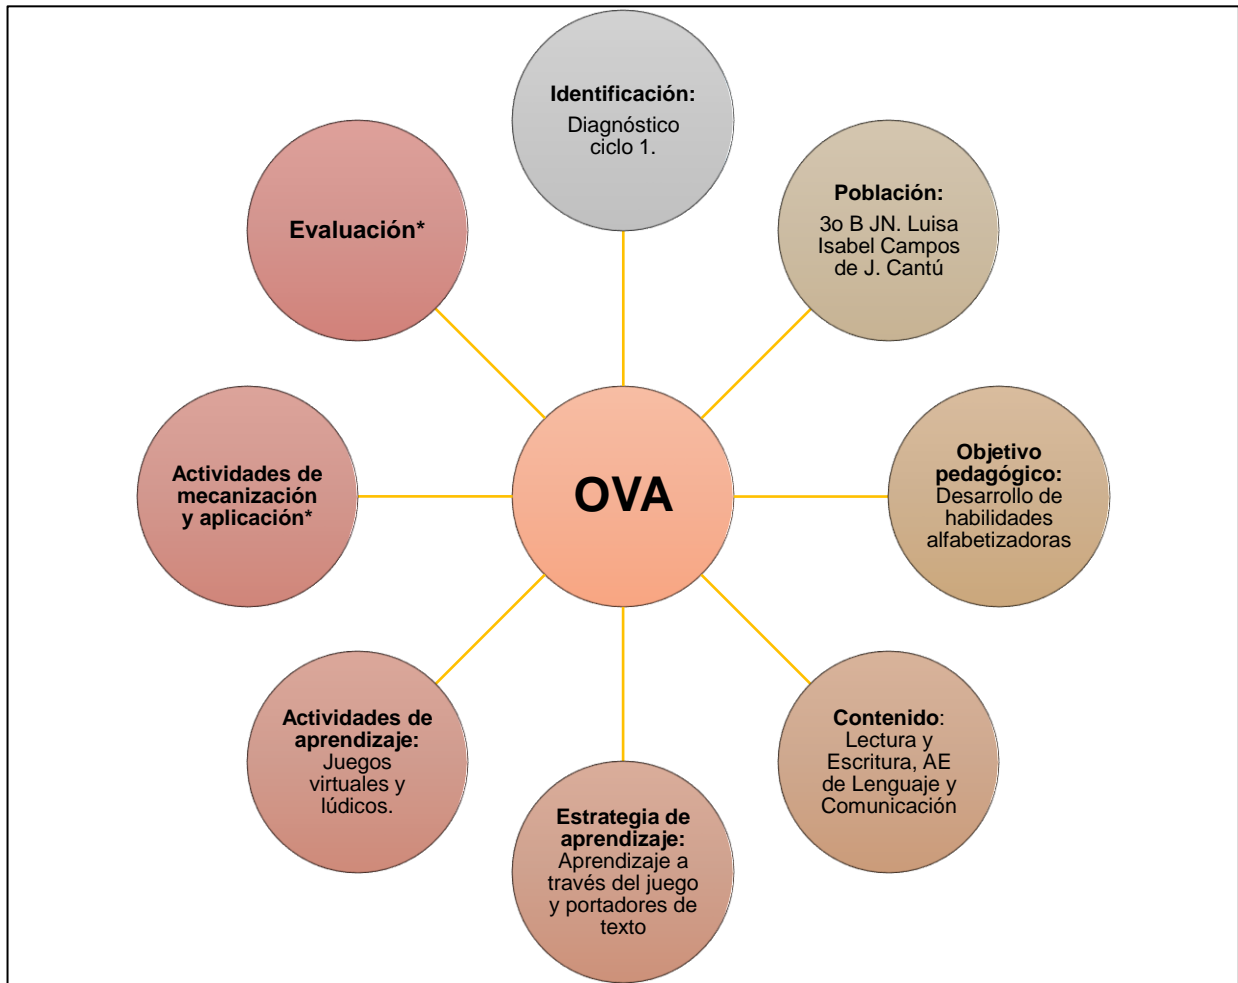 Identificación:
Diagnóstico
ciclo 1.
Población:
3o B JN. Luisa
Isabel Campos
de J. Cantú
Objetivo
pedagógico:
Desarrollo de
habilidades
alfabetizadoras
Contenido:
Lectura y
Escritura, AE
de Lenguaje y
Comunicación
Estrategia de
aprendizaje:
Aprendizaje a
través del juego
y portadores de
texto
Actividades de
aprendizaje:
Juegos
virtuales y
lúdicos.
Actividades de
mecanización
y aplicación*
Evaluación*
OVA